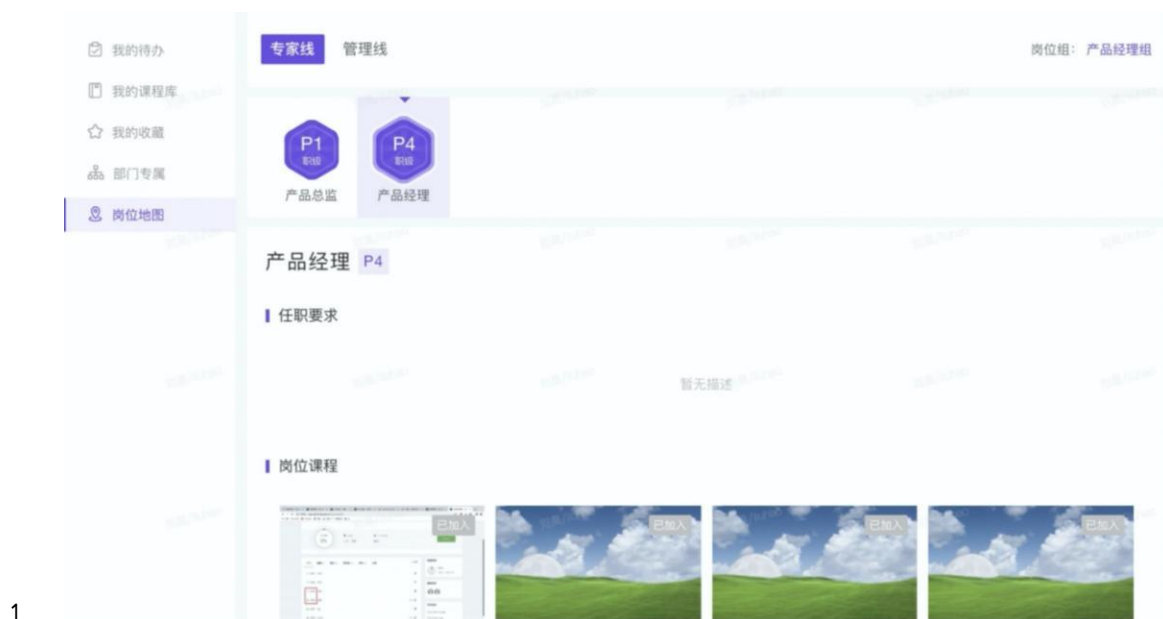 我的待办
我的课程库
我的收藏
部门专属
岗位地图
专家线 管理线 岗位组：产品经理组
P1 P4
职级 职级
产品总监 产品经理
产品经理 P4
任职要求
暂无描述
岗位课程
已加入 已加入 已加入 已加入
1